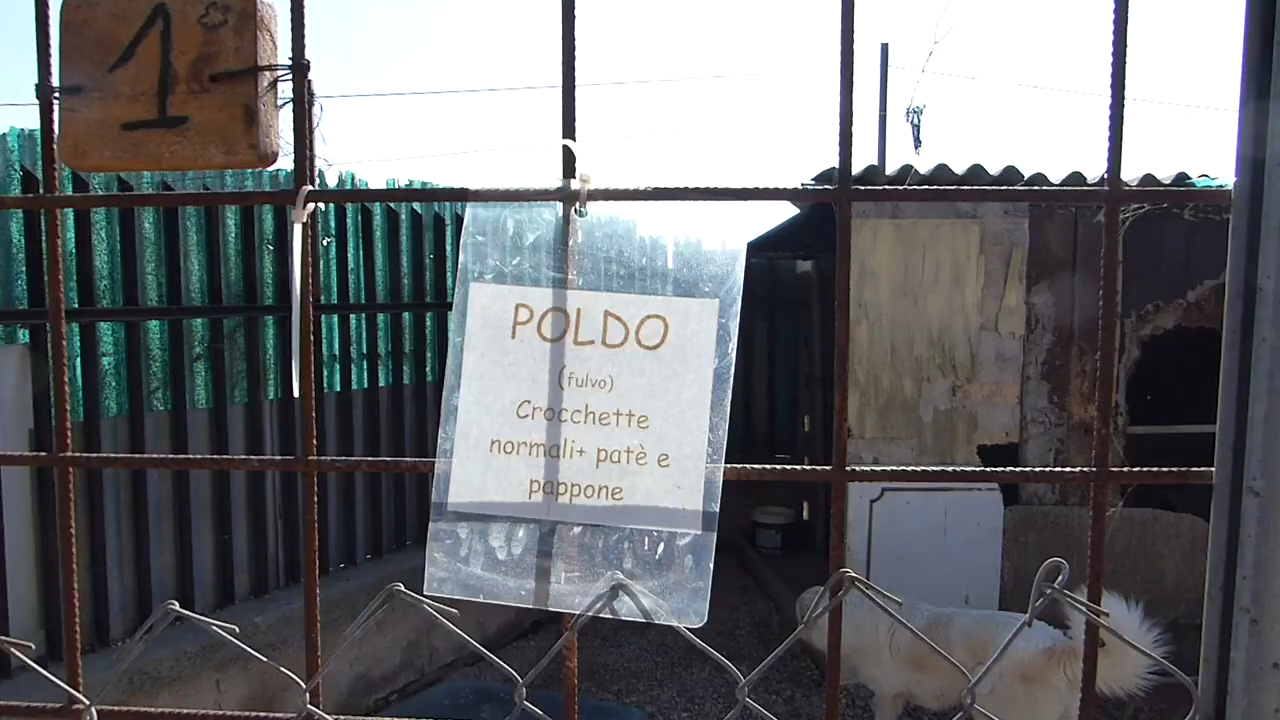 1°
POLDO
(fulvo)
Crocchette
normali+ patè e
pappone